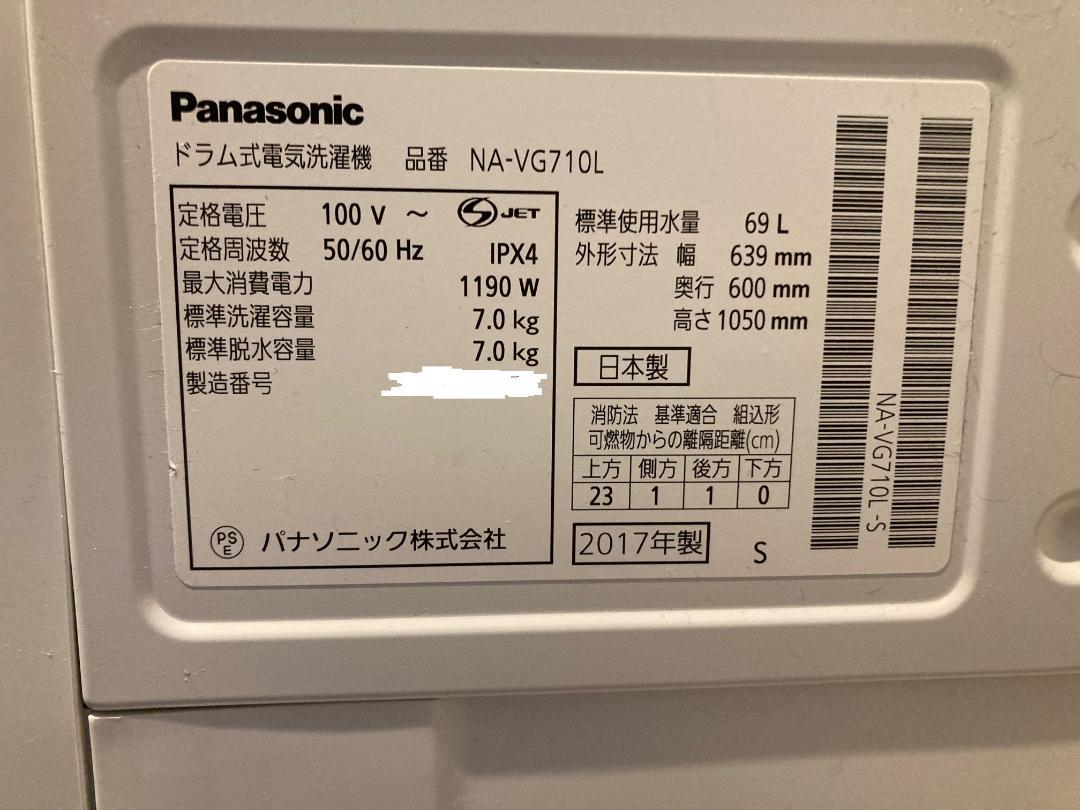 Panasonic
ドラム式電気洗濯機 品番 NA-VG710L
定格電圧 100 V ～ S JET
定格周波数 50/60 Hz IPX4
最大消費電力 1190 W
標準洗濯容量 7.0 kg
標準脱水容量 7.0 kg
製造番号
PS
E
パナソニック株式会社
標準使用水量 69 L
外形寸法 幅 639 mm
奥行 600 mm
高さ 1050 mm
日本製
消防法 基準適合 組込形
可燃物からの離隔距離(cm)
上方 側方 後方 下方
23 1 1 0
2017年製 S
NA-VG710L -S